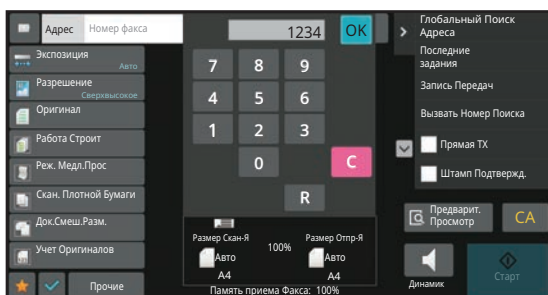 Адрес
Номер факса
1234
OK
Глобальный Поиск
Адреса
Экспозиция
Авто
Последние
задания
Разрешение
Сверхвысокое
Запись Передач
Оригинал
Вызвать Номер Поиска
Работа Строит
Прямая TX
Реж. Медл.Прос
Штамп Подтвержд.
Скан. Плотной Бумаги
Док.Смеш.Разм.
Учет Оригиналов
Прочие
7 8 9
4 5 6
1 2 3
0 C
R
Размер Скан-Я
100%
Размер Отпр-Я
Авто
Авто
A4
A4
Память приема Факса: 100%
Предварит.
Просмотр
CA
Динамик
Старт